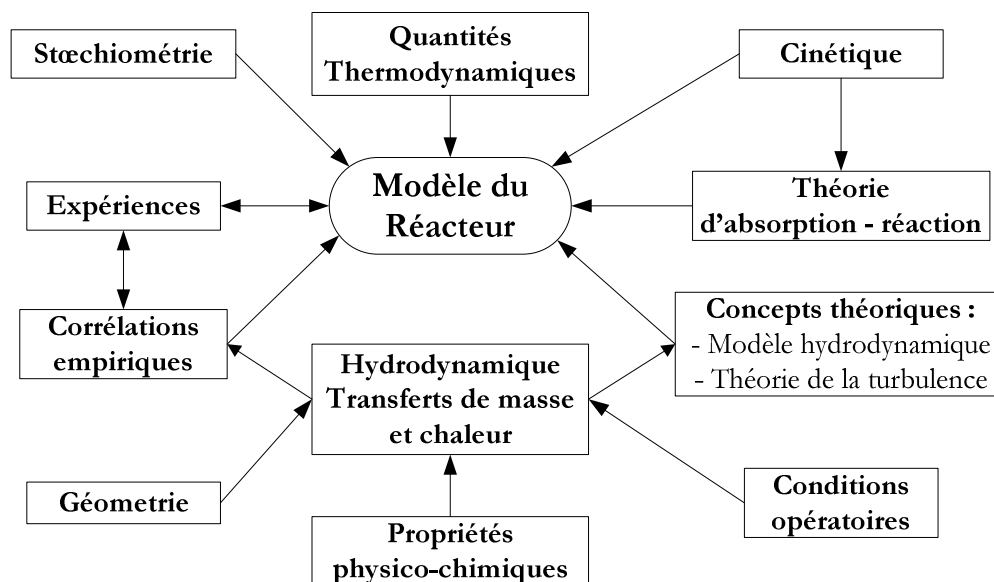 Stœchiométrie
Quantités
Thermodynamiques
Cinétique
Expériences
Modèle du
Réacteur
Théorie
d'absorption - réaction
Corrélations
empiriques
Hydrodynamique
Transferts de masse
et chaleur
Concepts théoriques :
- Modèle hydrodynamique
- Théorie de la turbulence
Géometrie
Propriétés
physico-chimiques
Conditions
opératoires